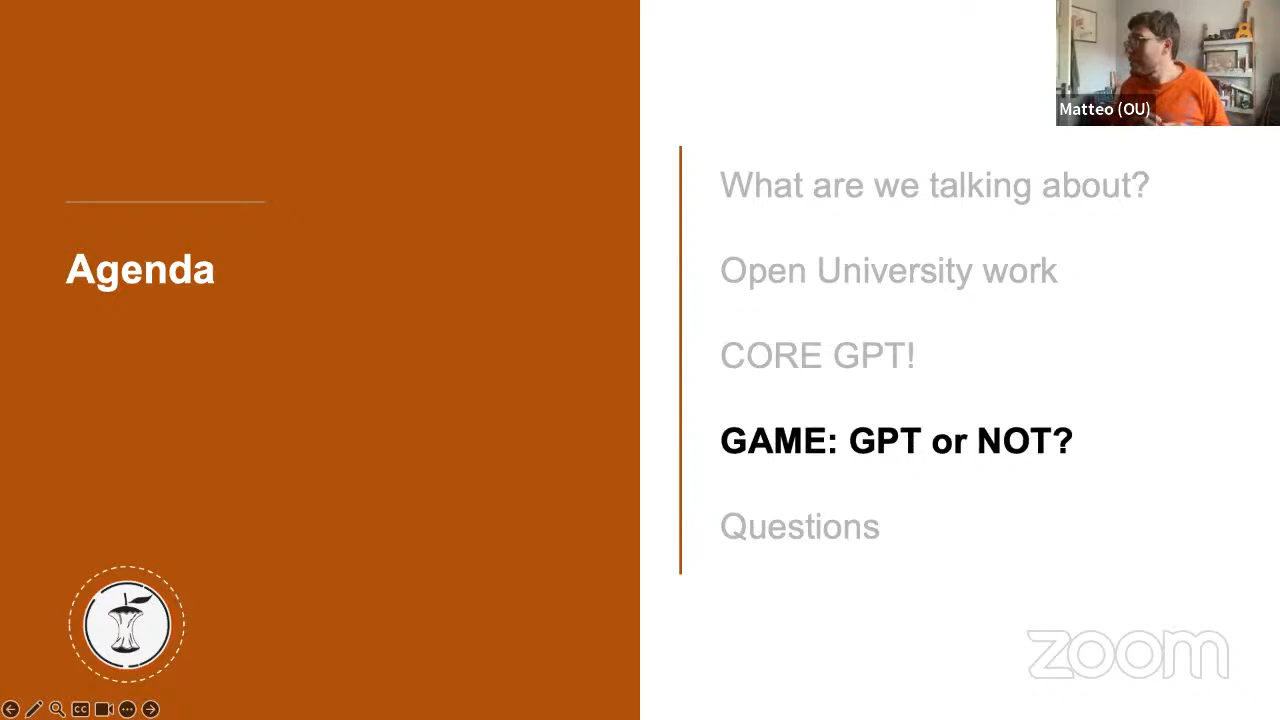 Matteo (OU)
Agenda
What are we talking about?
Open University work
CORE GPT!
GAME: GPT or NOT?
Questions
zoom
CC